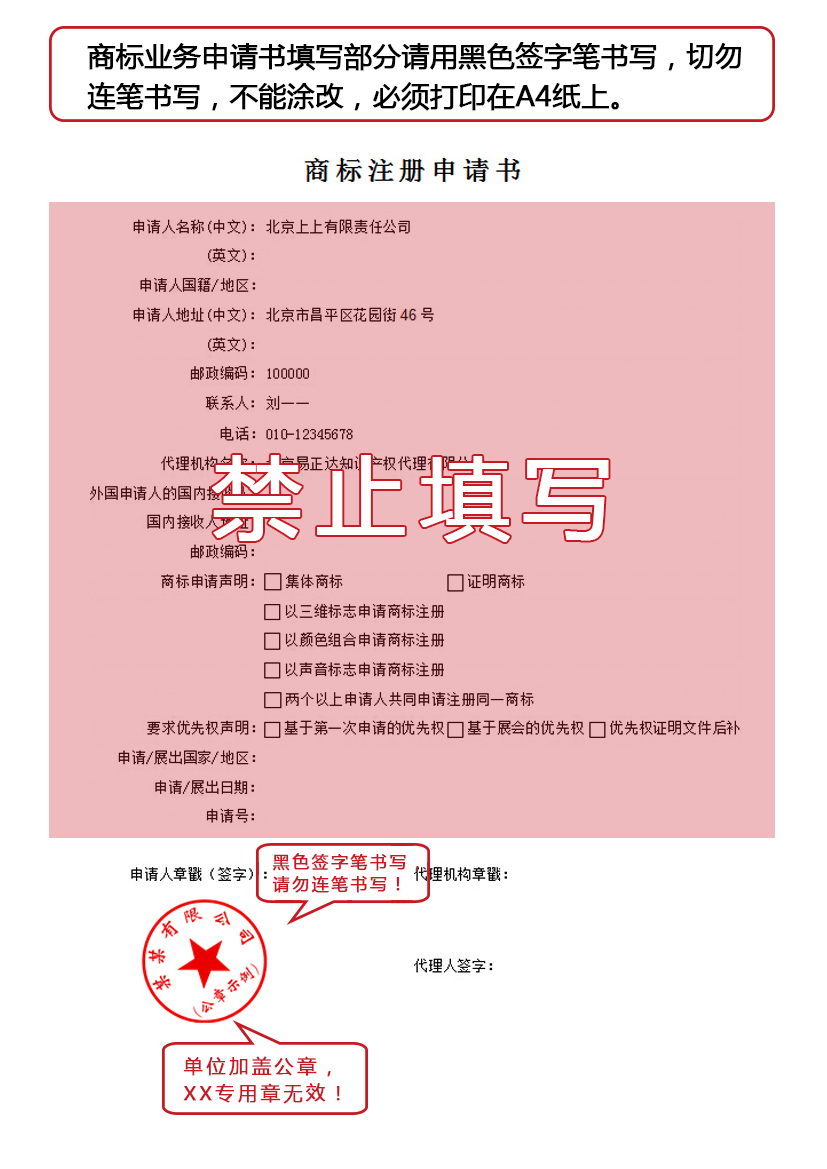 商标业务申请书填写部分请用黑色签字笔书写，切勿
连笔书写，不能涂改，必须打印在A4纸上。
商标注册申请书
申请人名称(中文)： 北京上上有限责任公司
(英文)：
申请人国籍/地区：
申请人地址(中文)： 北京市昌平区花园街 46 号
(英文)：
邮政编码： 100000
联系人： 刘一一
电话： 010-12345678
代理机构名称： 北京易正达知识产权代理有限公
禁止填写
外国申请人的国内接收人
国内接收人地址
邮政编码：
商标申请声明： □ 集体商标 □ 证明商标
□ 以三维标志申请商标注册
□ 以颜色组合申请商标注册
□ 以声音标志申请商标注册
□ 两个以上申请人共同申请注册同一商标
要求优先权声明： □ 基于第一次申请的优先权 □ 基于展会的优先权 □ 优先权证明文件后补
申请/展出国家/地区：
申请/展出日期：
申请号：
申请人章戳（签字）：
黑色签字笔书写，
请勿连笔书写！
代理机构章戳：
某某有限公司
(公章示例)
代理人签字：
单位加盖公章，
XX专用章无效！